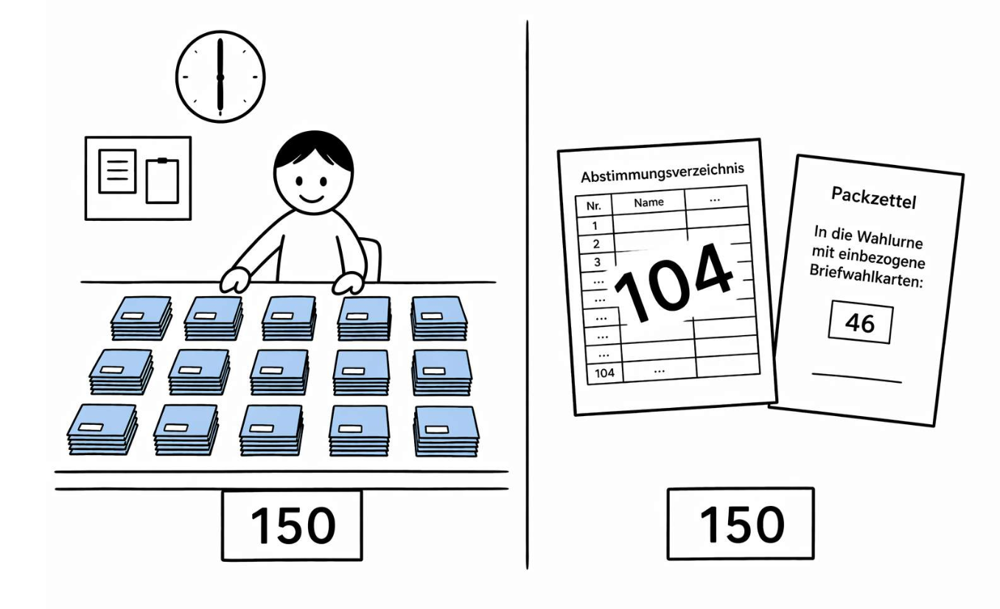 150
Abstimmungsverzeichnis
Nr. Name ...
1
2
3
...
...
...
...
...
104 ...
104
Packzettel
In die Wahlurne
mit einbezogene
Briefwahlkarten:
46
150